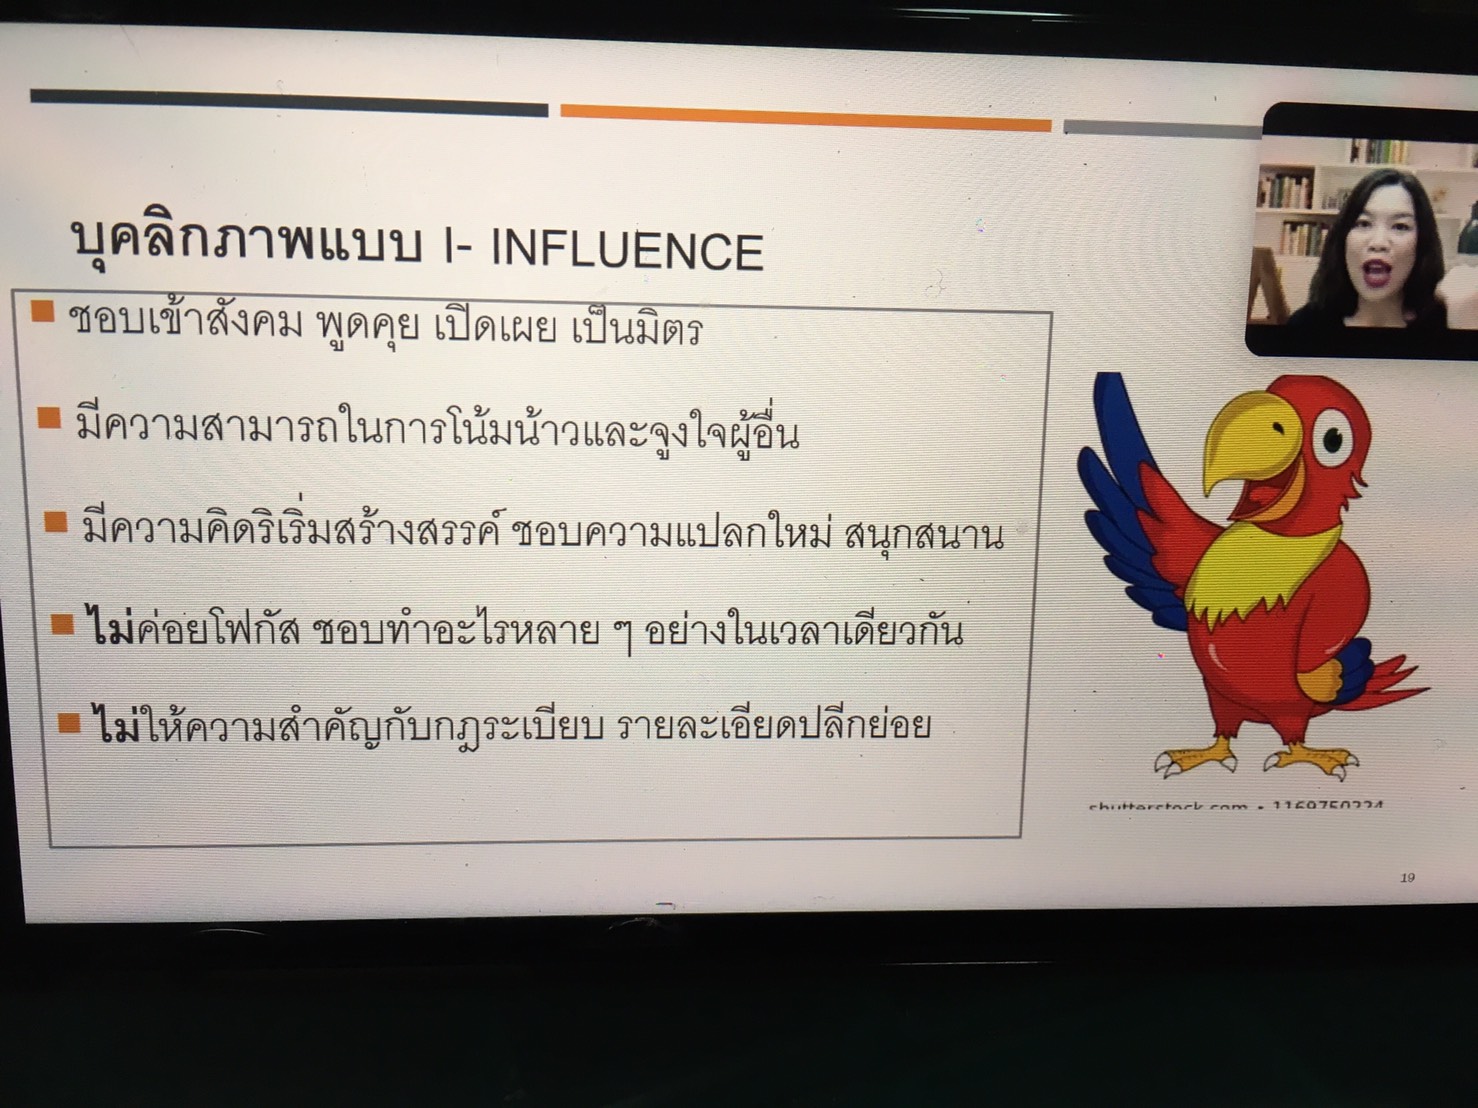 บุคลิกภาพแบบ I- INFLUENCE
ชอบเข้าสังคม พูดคุย เปิดเผย เป็นมิตร
มีความสามารถในการโน้มน้าวและจูงใจผู้อื่น
มีความคิดริเริ่มสร้างสรรค์ ชอบความแปลกใหม่ สนุกสนาน
ไม่ค่อยโฟกัส ชอบทำอะไรหลาย ๆ อย่างในเวลาเดียวกัน
ไม่ให้ความสำคัญกับกฎระเบียบ รายละเอียดปลีกย่อย
shutterstock.com • 1169750224
19